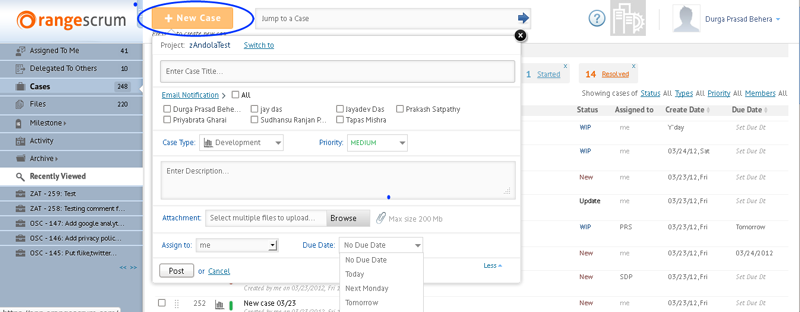 Orangescrum
+ New Case
Jump to a Case
?
Durga Prasad Behera
Assigned To Me 41
Delegated To Others 10
Cases 248
Files 220
Milestone
Activity
Archive
Recently Viewed
ZAT - 259: Test
ZAT - 258: Testing comment f...
OSC - 147: Add google analyt...
OSC - 146: Add privacy polic...
OSC - 145: Put flike,twitter...
<< >>
Project: zAndolaTest Switch to
Enter Case Title...
Email Notification > All
Durga Prasad Behe... jay das Jayadev Das Prakash Satpathy
Priyabrata Gharai Sudhansu Ranjan P... Tapas Mishra
Case Type: Development Priority: MEDIUM
Enter Description...
Attachment: Select multiple files to upload... Browse Max size 200 Mb
Assign to: me Due Date: No Due Date
No Due Date
Today
Next Monday
Tomorrow
Post or Cancel
Less
1 Started x
14 Resolved x
Showing cases of Status All Types All Priority All Members All
Status Assigned to Create Date Due Date
WIP me Y'day Set Due Dt
WIP me 03/24/12, Sat Set Due Dt
New me 03/23/12, Fri Set Due Dt
Update me 03/23/12, Fri Set Due Dt
WIP PRS 03/23/12, Fri Tomorrow
New me 03/23/12, Fri 03/24/2012
New SDP 03/23/12, Fri Set Due Dt
New me 03/23/12, Fri Set Due Dt
Created by me on 03/23/2012, Fri
252 New case 03/23
New me 03/23/12, Fri Set Due Dt